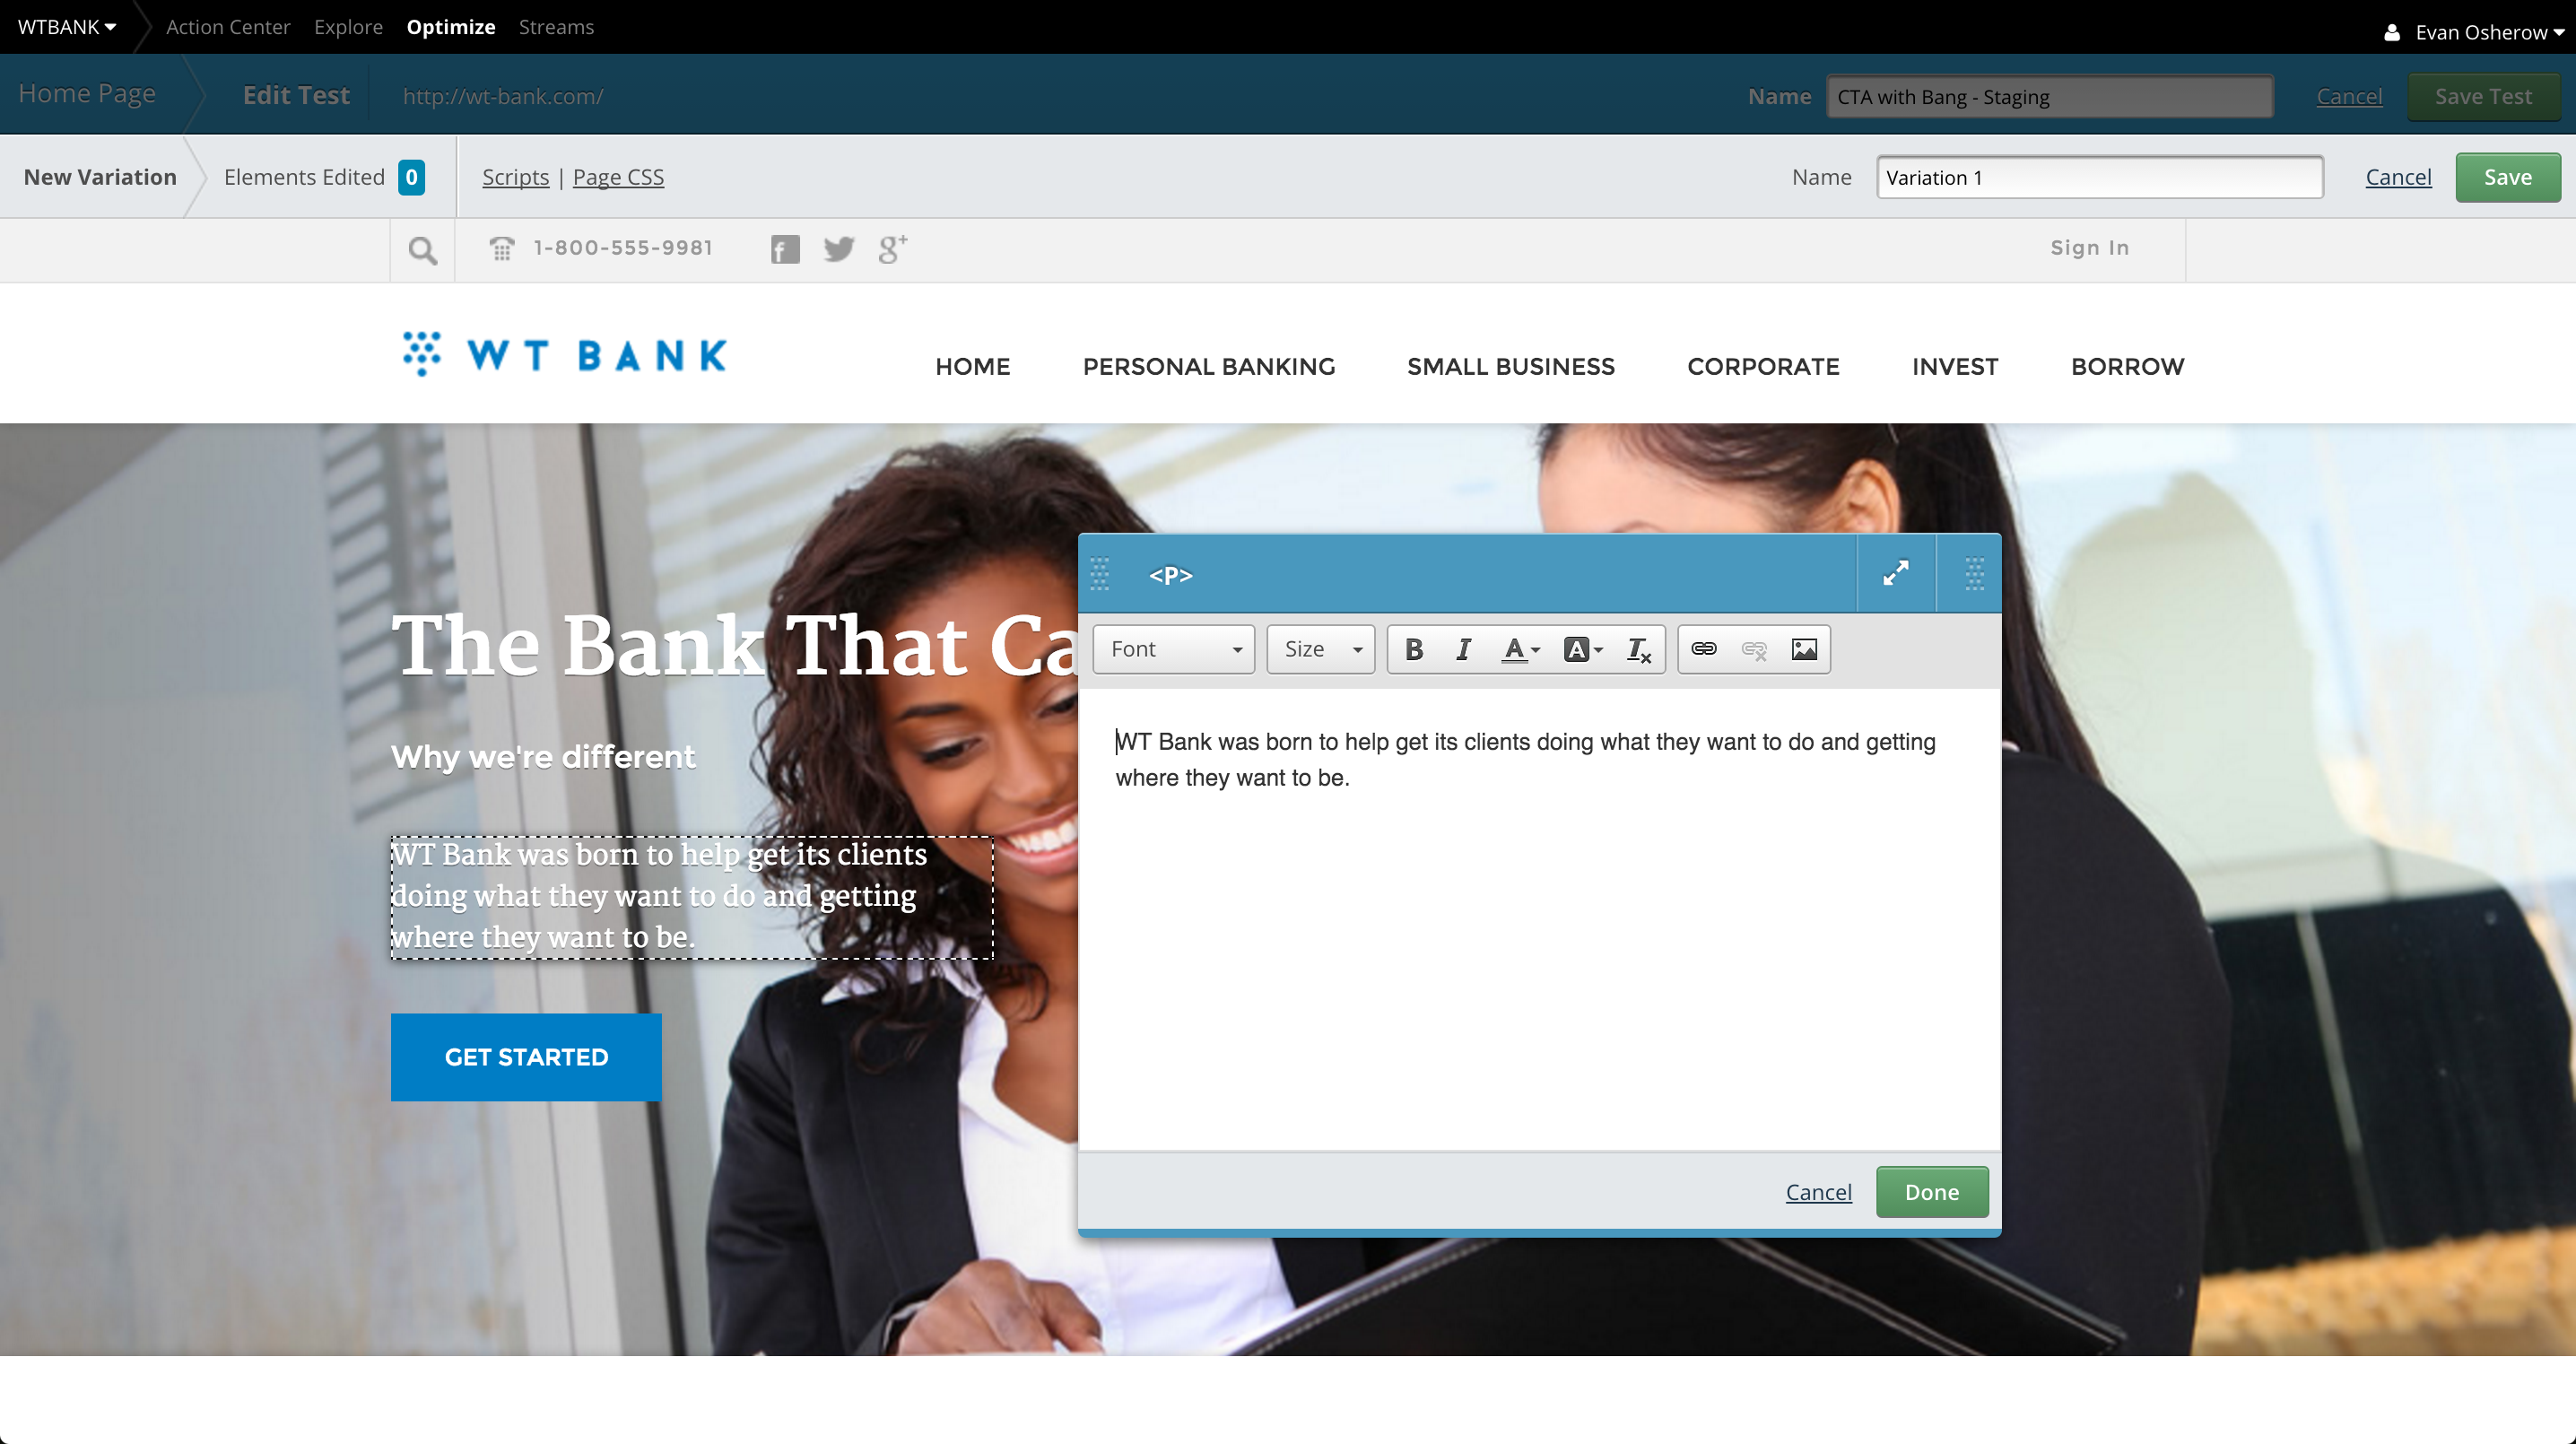 WTBANK
Action Center
Explore
Optimize
Streams
Evan Osherow
Home Page
Edit Test
http://wt-bank.com/
Name
CTA with Bang - Staging
Cancel
Save Test
New Variation
Elements Edited 0
Scripts | Page CSS
Name
Variation 1
Cancel
Save
1-800-555-9981
f
g+
Sign In
WT BANK
HOME
PERSONAL BANKING
SMALL BUSINESS
CORPORATE
INVEST
BORROW
The Bank That Ca
Why we're different
WT Bank was born to help get its clients
doing what they want to do and getting
where they want to be.
GET STARTED
<P>
Font
Size
B
I
A
A
Tx
WT Bank was born to help get its clients doing what they want to do and getting
where they want to be.
Cancel
Done